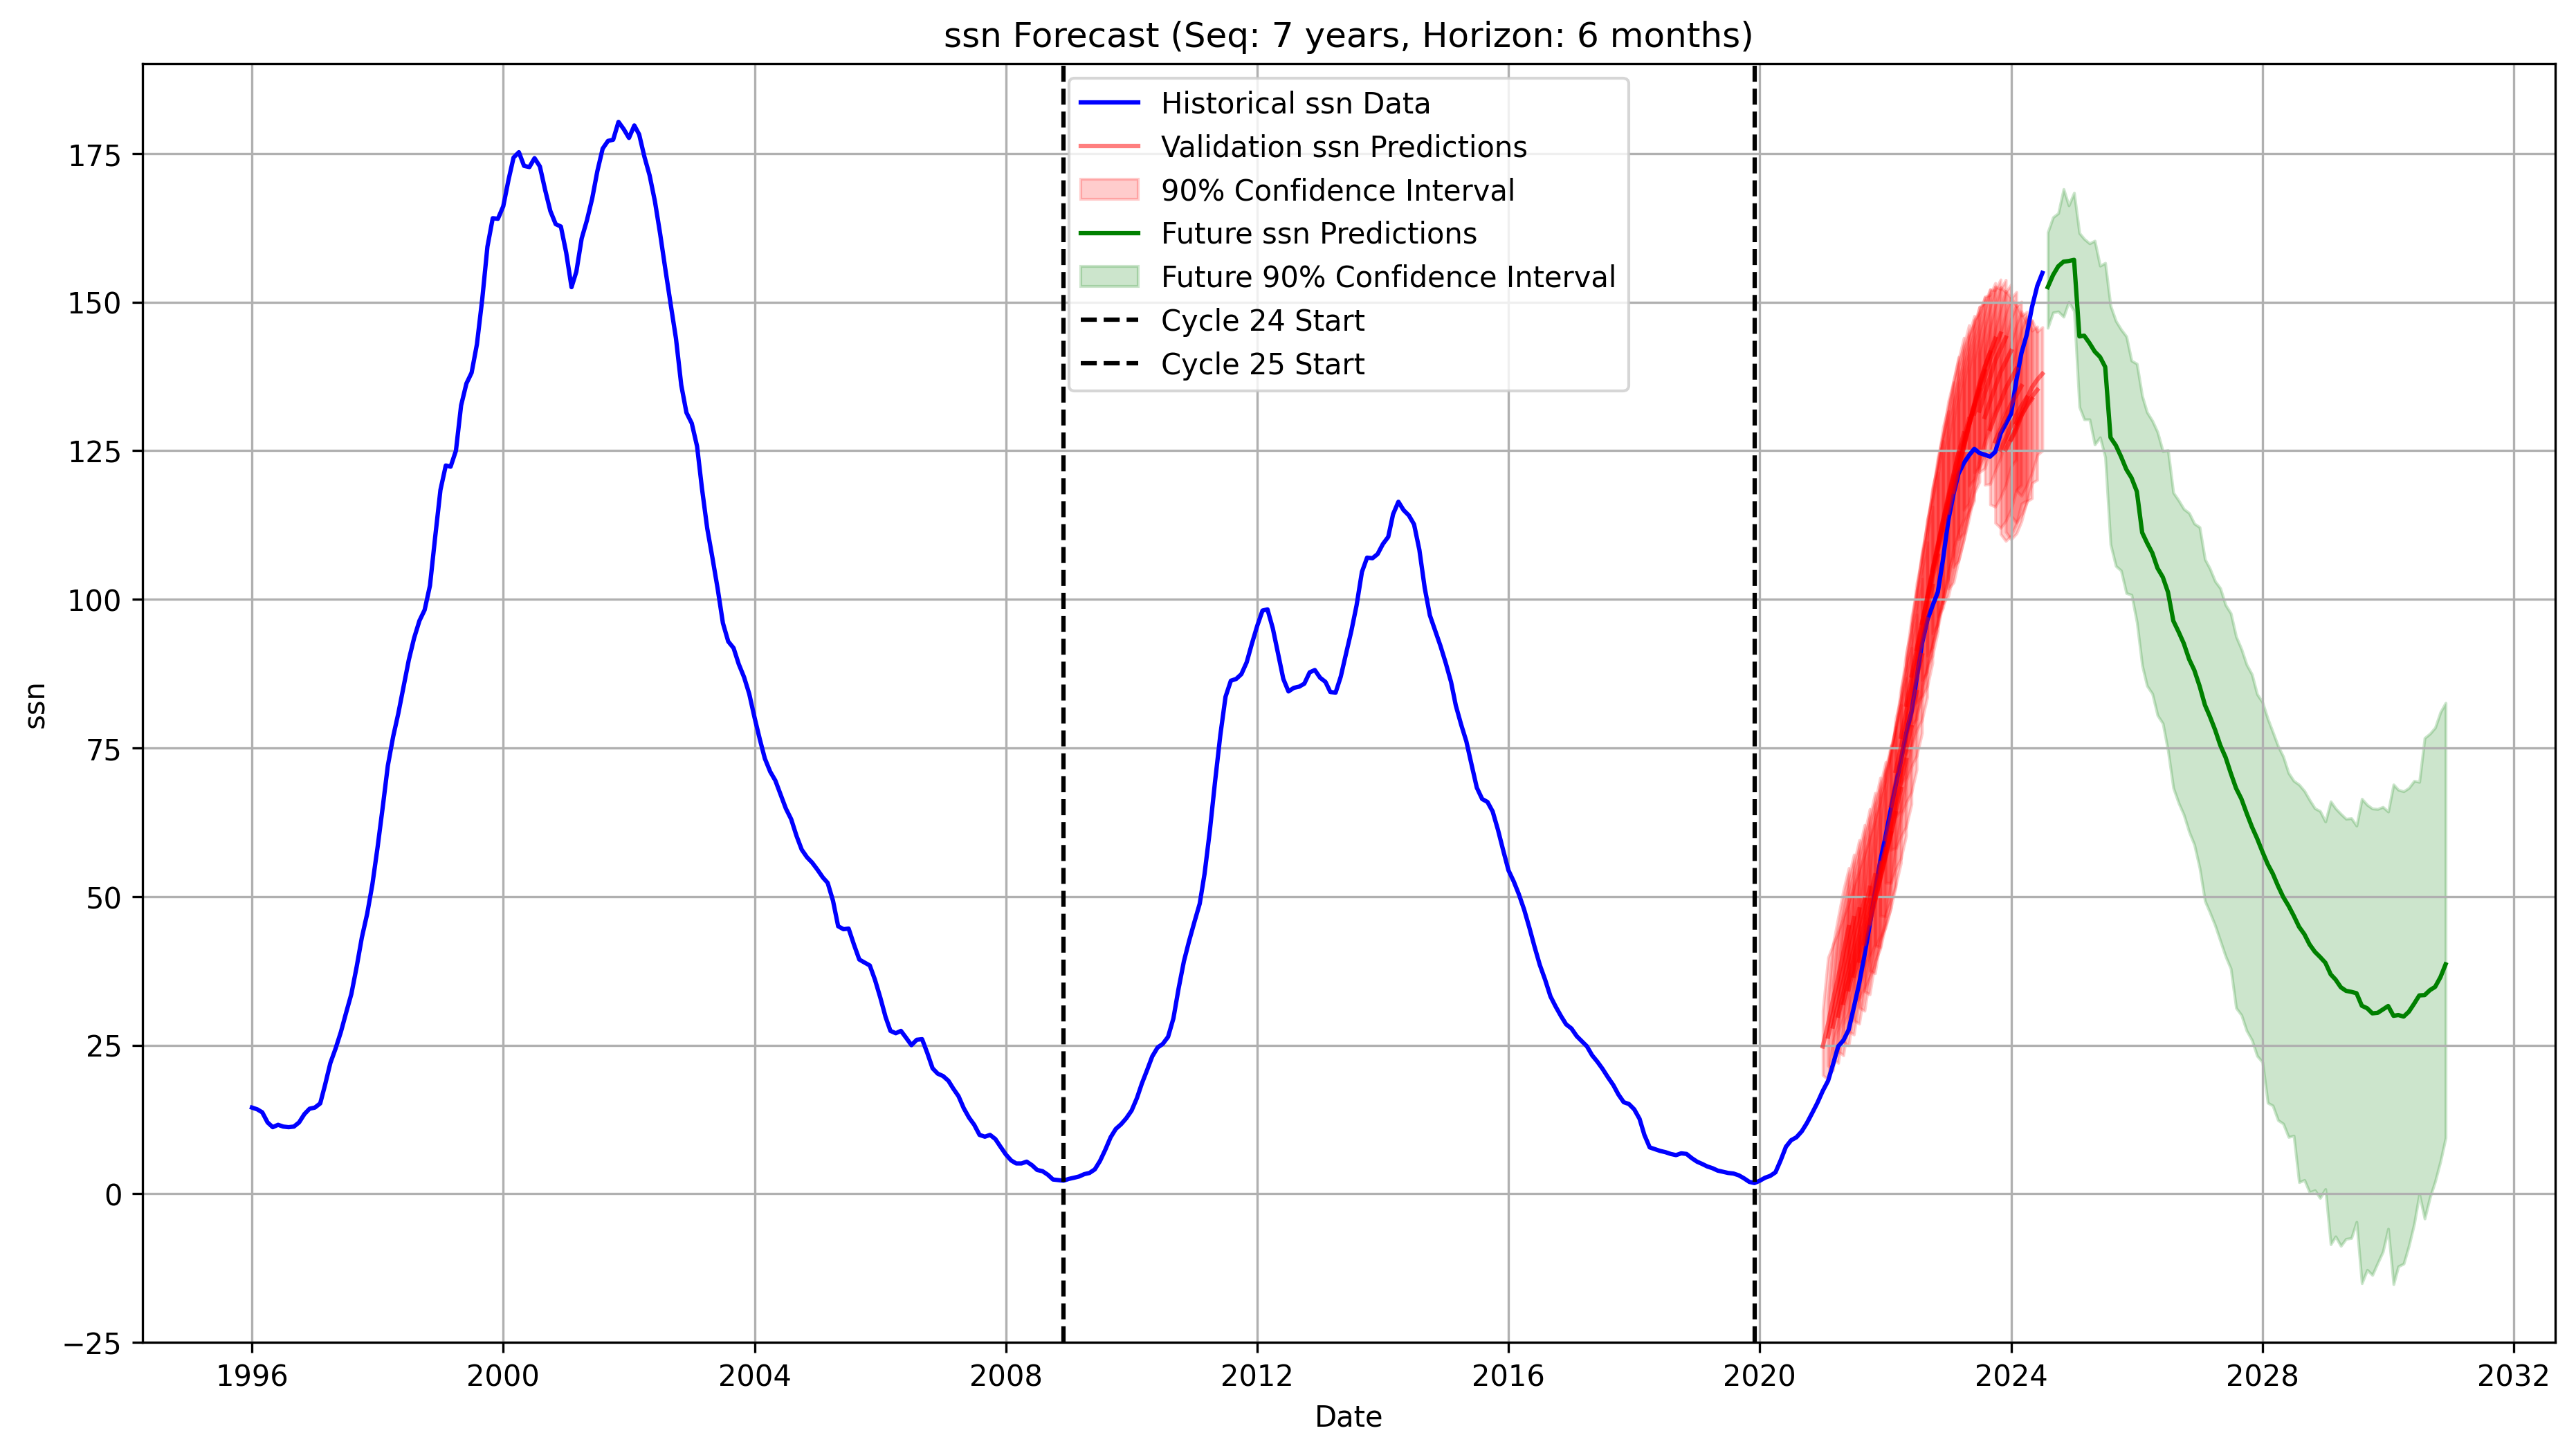 ssn Forecast (Seq: 7 years, Horizon: 6 months)
Historical ssn Data
Validation ssn Predictions
90% Confidence Interval
Future ssn Predictions
Future 90% Confidence Interval
Cycle 24 Start
Cycle 25 Start
ssn
175
150
125
100
75
50
25
0
−25
1996 2000 2004 2008 2012 2016 2020 2024 2028 2032
Date